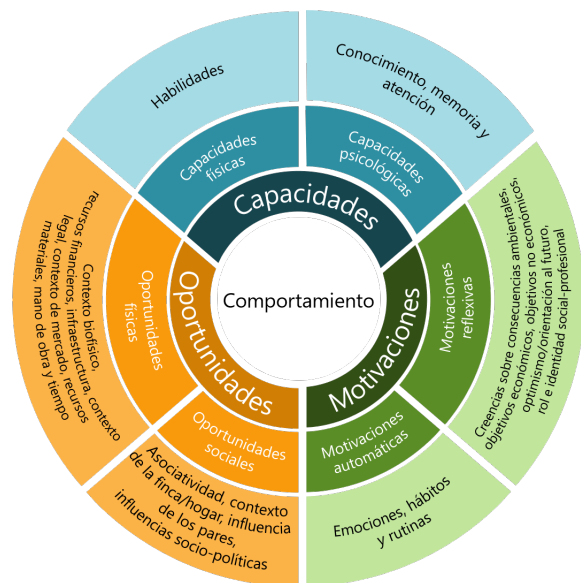 Habilidades
Conocimiento, memoria y
atención
Capacidades
físicas
Capacidades
psicológicas
Capacidades
Comportamiento
Oportunidades
Motivaciones
Oportunidades
físicas
Contexto biofísico,
recursos financieros, infraestructura, contexto
legal, contexto de mercado, recursos
materiales, mano de obra y tiempo
Motivaciones
reflexivas
Creencias sobre consecuencias ambientales,
objetivos económicos, objetivos no económicos,
optimismo/orientación al futuro,
rol e identidad social-profesional
Oportunidades
sociales
Asociatividad, contexto
de la finca/hogar, influencia
de los pares,
influencias socio-políticas
Motivaciones
automáticas
Emociones, hábitos
y rutinas